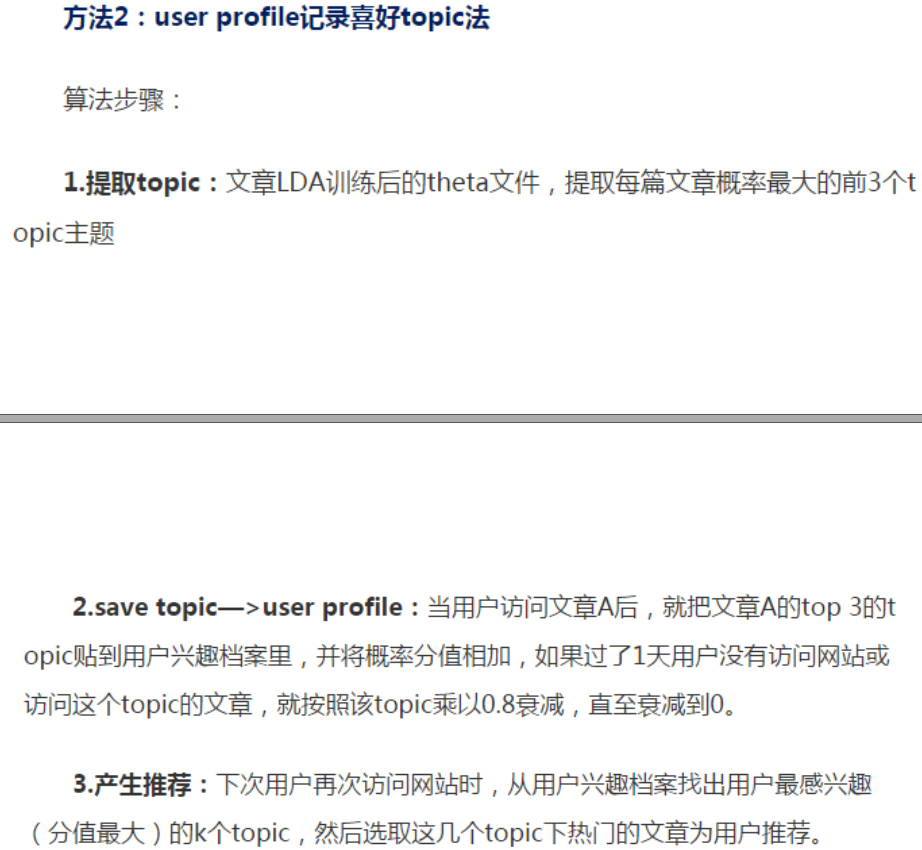 方法2：user profile记录喜好topic法
算法步骤：
1.提取topic：文章LDA训练后的theta文件，提取每篇文章概率最大的前3个t
opic主题
2.save topic—>user profile：当用户访问文章A后，就把文章A的top 3的t
opic贴到用户兴趣档案里，并将概率分值相加，如果过了1天用户没有访问网站或
访问这个topic的文章，就按照该topic乘以0.8衰减，直至衰减到0。
3.产生推荐：下次用户再次访问网站时，从用户兴趣档案找出用户最感兴趣
（分值最大）的k个topic，然后选取这几个topic下热门的文章为用户推荐。